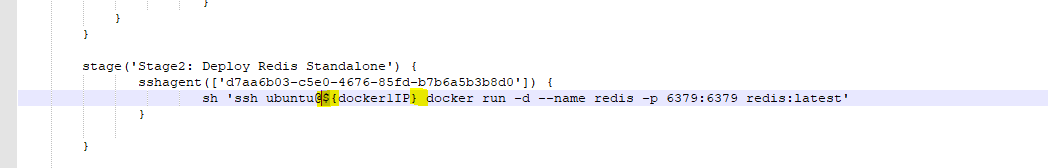 }
}
}
stage('Stage2: Deploy Redis Standalone') {
sshagent(['d7aa6b03-c5e0-4676-85fd-b7b6a5b3b8d0']) {
sh 'ssh ubuntu@${docker1IP} docker run -d --name redis -p 6379:6379 redis:latest'
}
}